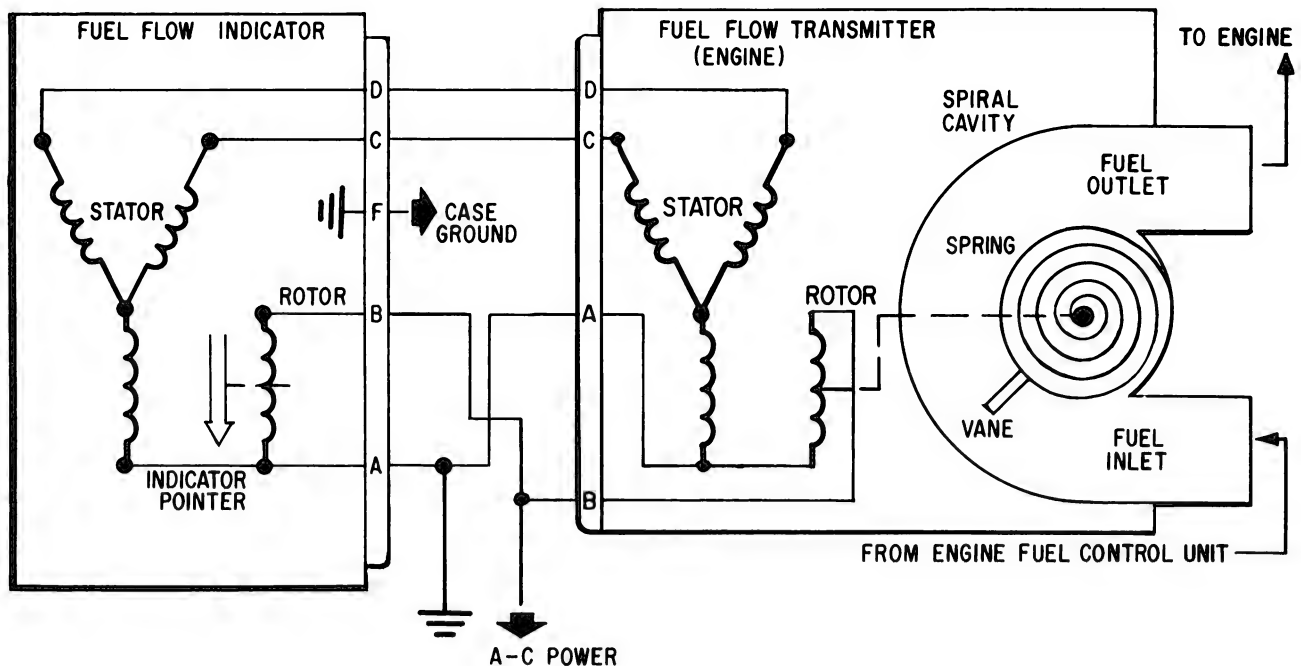 FUEL FLOW INDICATOR
D
C
STATOR
F
CASE
GROUND
ROTOR
B
A
INDICATOR
POINTER
A-C POWER
FUEL FLOW TRANSMITTER
(ENGINE)
D
C
STATOR
A
ROTOR
B
SPIRAL
CAVITY
TO ENGINE
FUEL
OUTLET
SPRING
VANE
FUEL
INLET
FROM ENGINE FUEL CONTROL UNIT